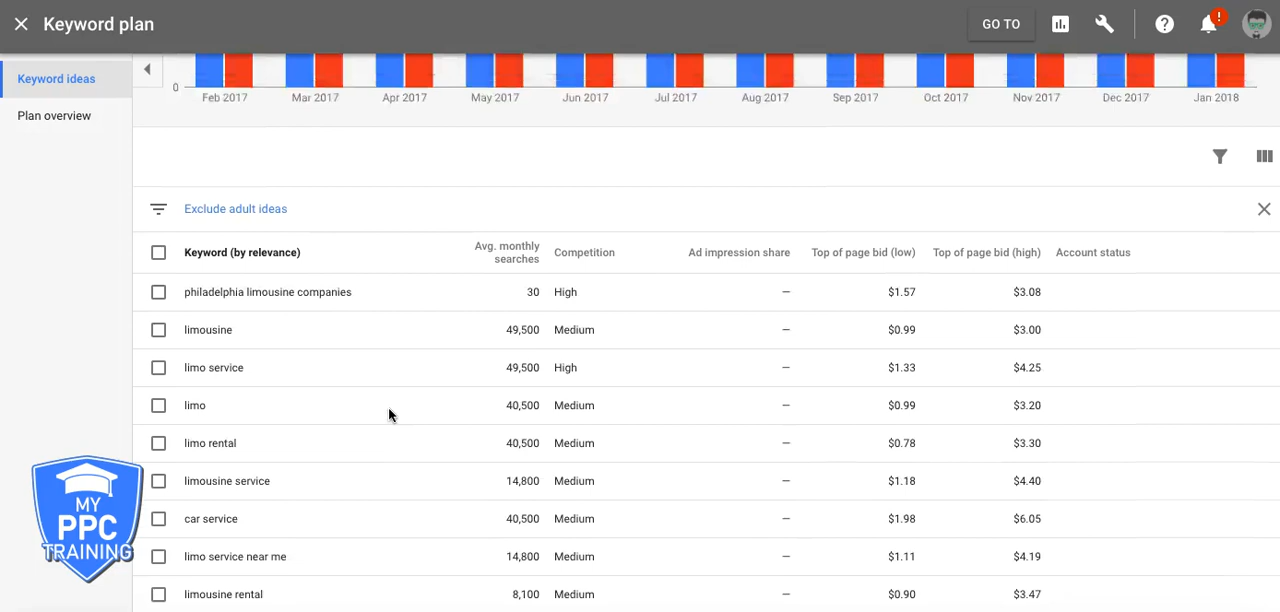 Keyword plan
GO TO
!
Keyword ideas
Plan overview
0
Feb 2017 Mar 2017 Apr 2017 May 2017 Jun 2017 Jul 2017 Aug 2017 Sep 2017 Oct 2017 Nov 2017 Dec 2017 Jan 2018
Exclude adult ideas
Keyword (by relevance) Avg. monthly searches Competition Ad impression share Top of page bid (low) Top of page bid (high) Account status
philadelphia limousine companies 30 High – $1.57 $3.08
limousine 49,500 Medium – $0.99 $3.00
limo service 49,500 High – $1.33 $4.25
limo 40,500 Medium – $0.99 $3.20
limo rental 40,500 Medium – $0.78 $3.30
limousine service 14,800 Medium – $1.18 $4.40
car service 40,500 Medium – $1.98 $6.05
limo service near me 14,800 Medium – $1.11 $4.19
limousine rental 8,100 Medium – $0.90 $3.47
MY
PPC
TRAINING